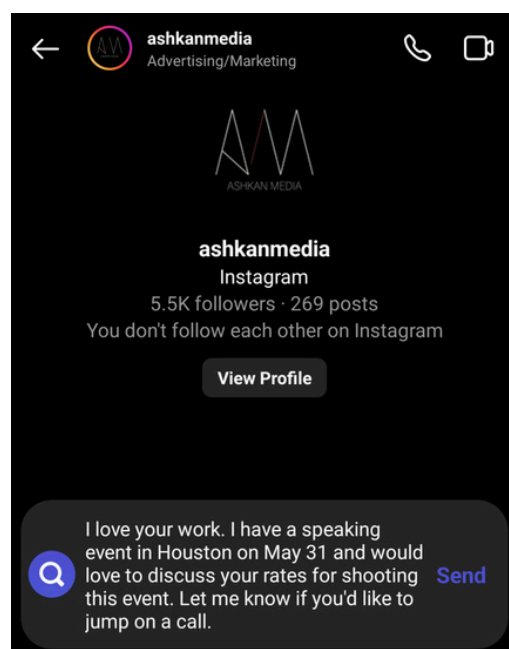 ashkanmedia
Advertising/Marketing
AM
ASHKAN MEDIA
ashkanmedia
Instagram
5.5K followers · 269 posts
You don't follow each other on Instagram
View Profile
I love your work. I have a speaking
event in Houston on May 31 and would
love to discuss your rates for shooting
this event. Let me know if you'd like to
jump on a call.
Send